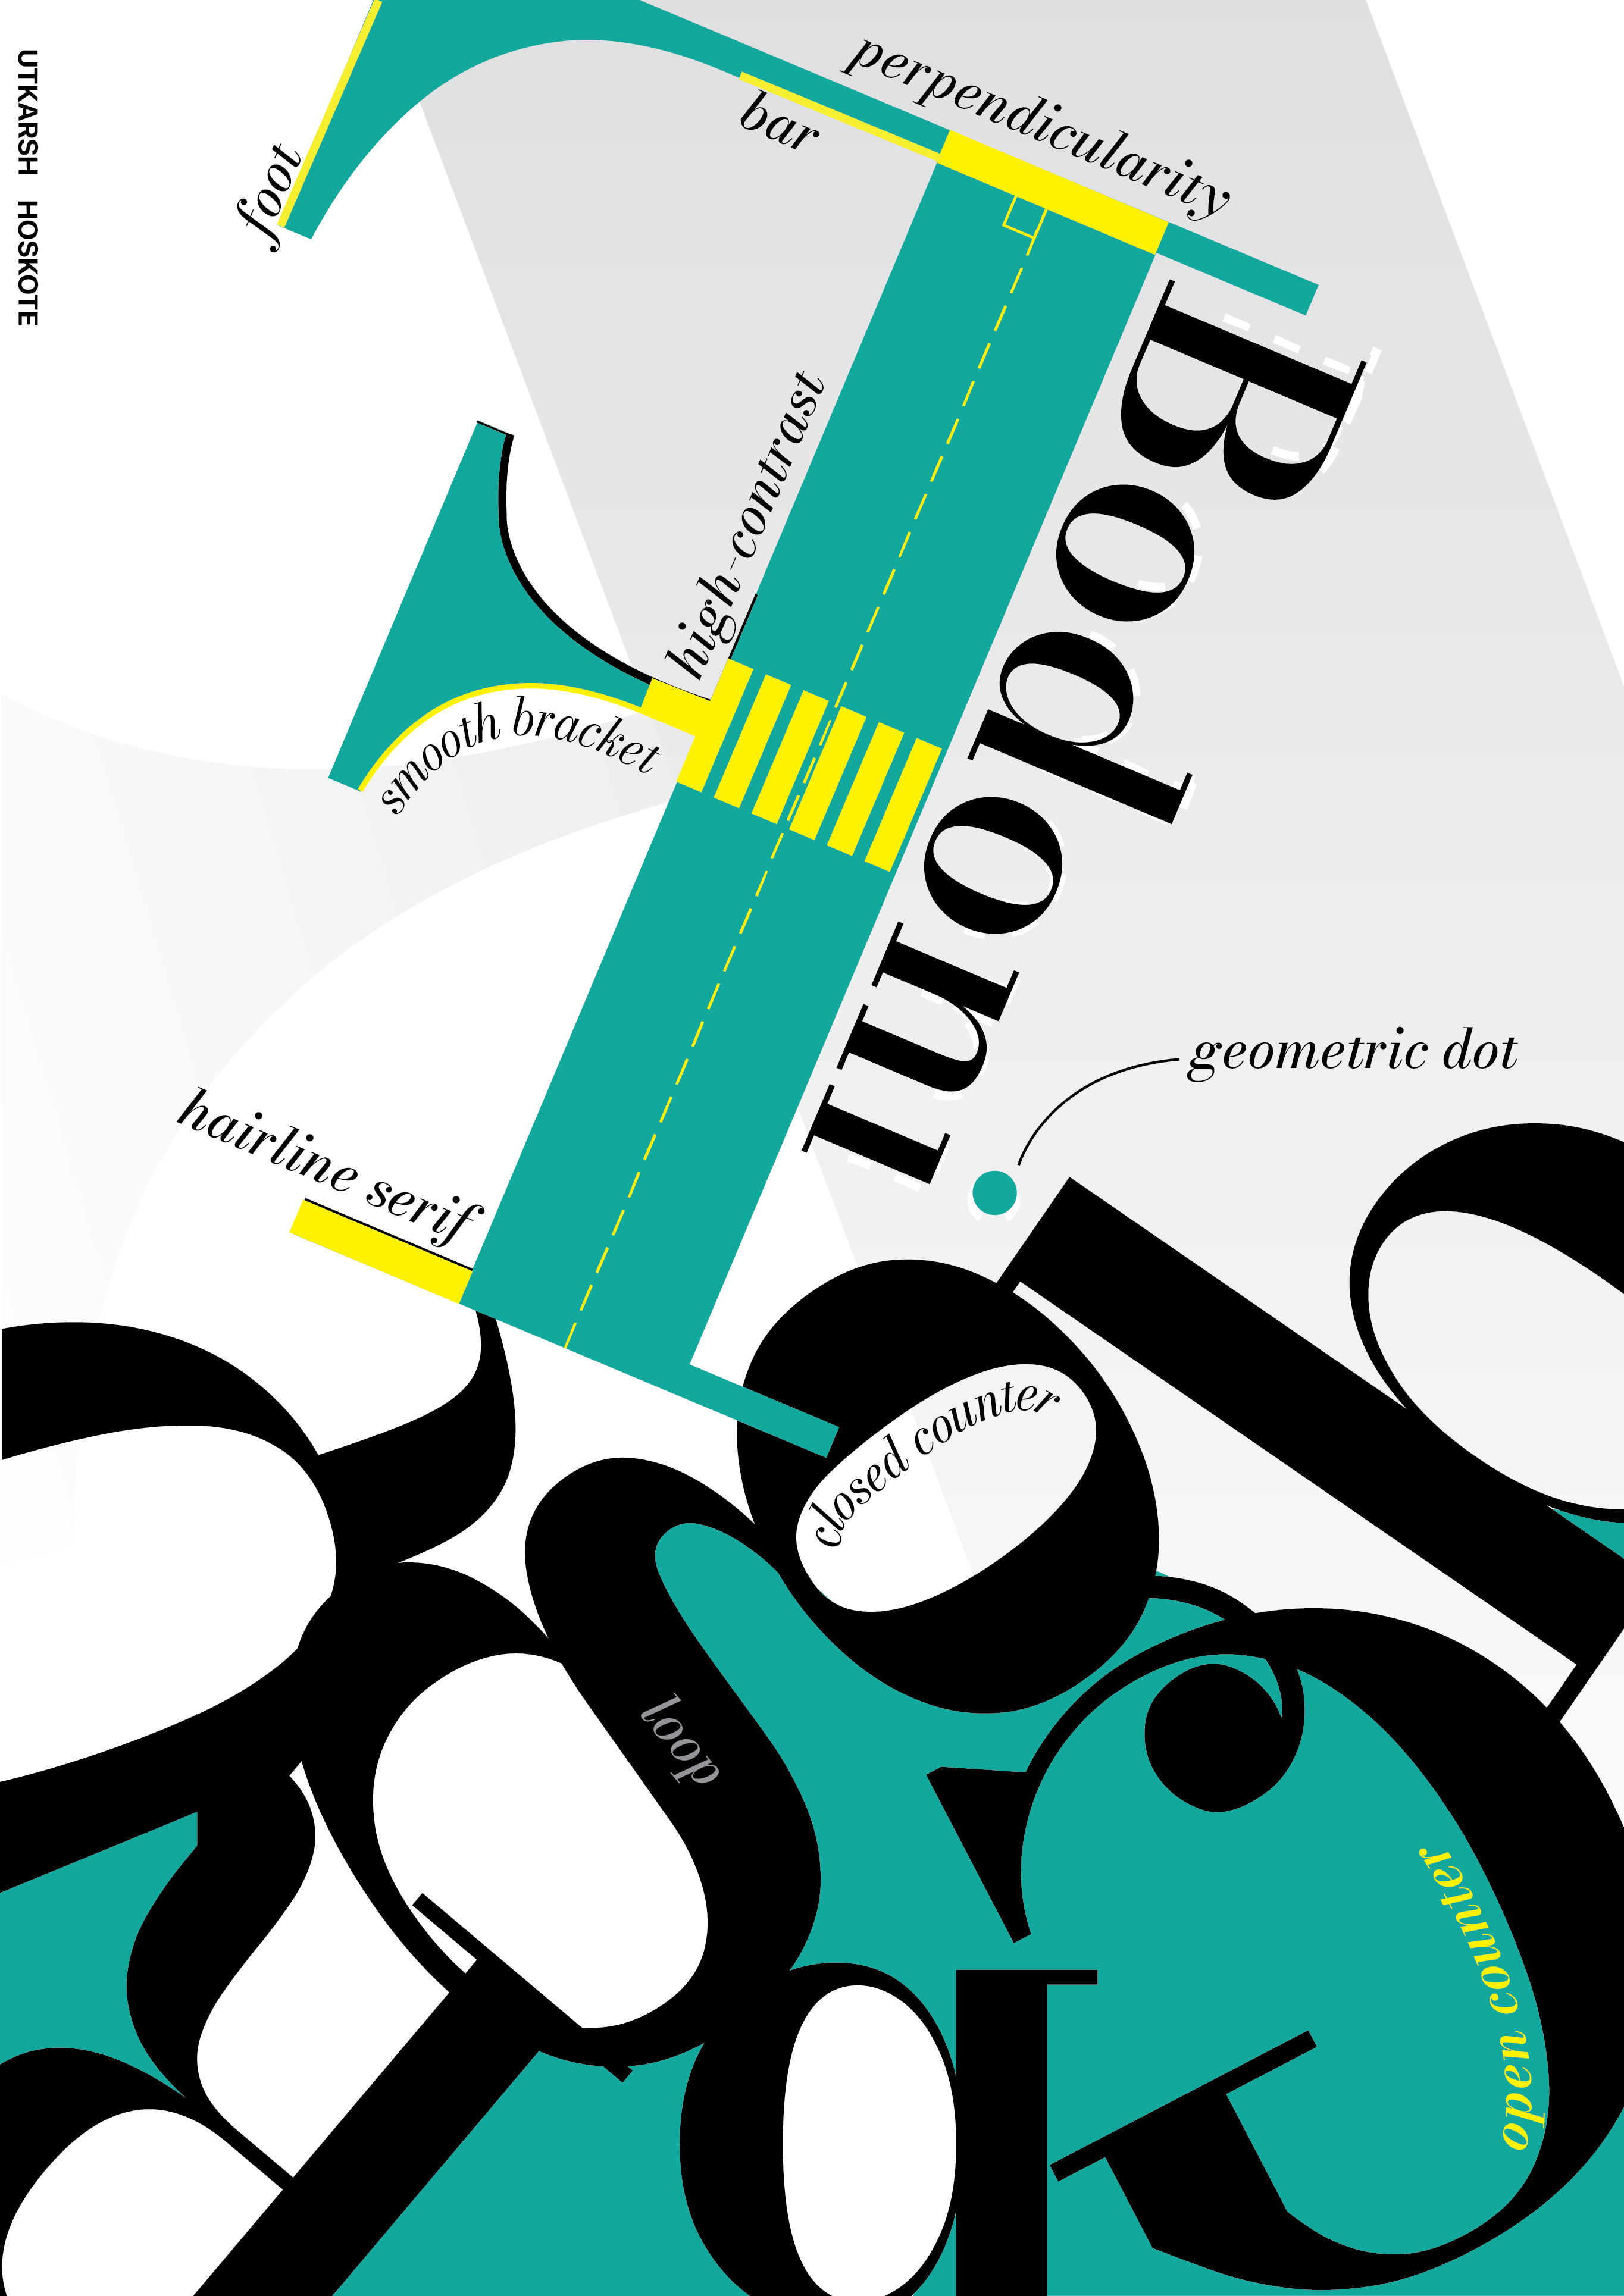 UTKARSH HOSKOTE
foot
bar
perpendicularity
Bodoni
high-contrast
smooth bracket
geometric dot
hairline serif
closed counter
loop
open counter